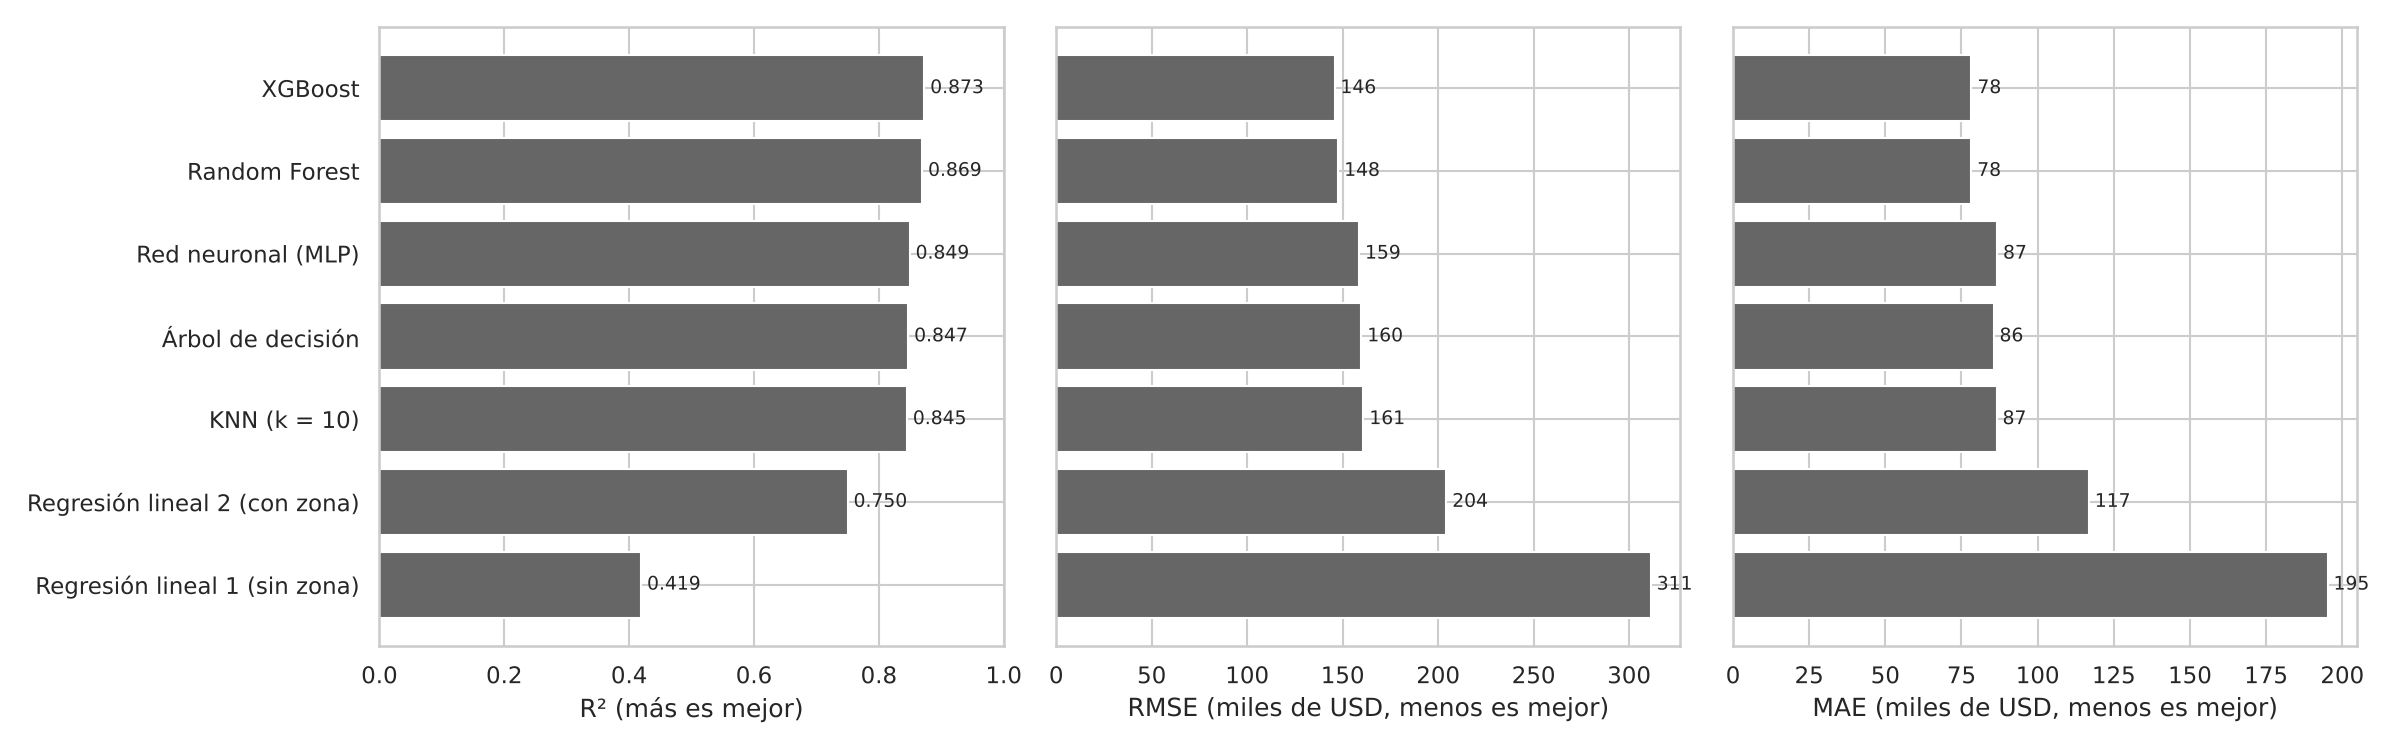 XGBoost
Random Forest
Red neuronal (MLP)
Árbol de decisión
KNN (k = 10)
Regresión lineal 2 (con zona)
Regresión lineal 1 (sin zona)
0.873
0.869
0.849
0.847
0.845
0.750
0.419
0.0 0.2 0.4 0.6 0.8 1.0
R² (más es mejor)
146
148
159
160
161
204
311
0 50 100 150 200 250 300
RMSE (miles de USD, menos es mejor)
78
78
87
86
87
117
195
0 25 50 75 100 125 150 175 200
MAE (miles de USD, menos es mejor)